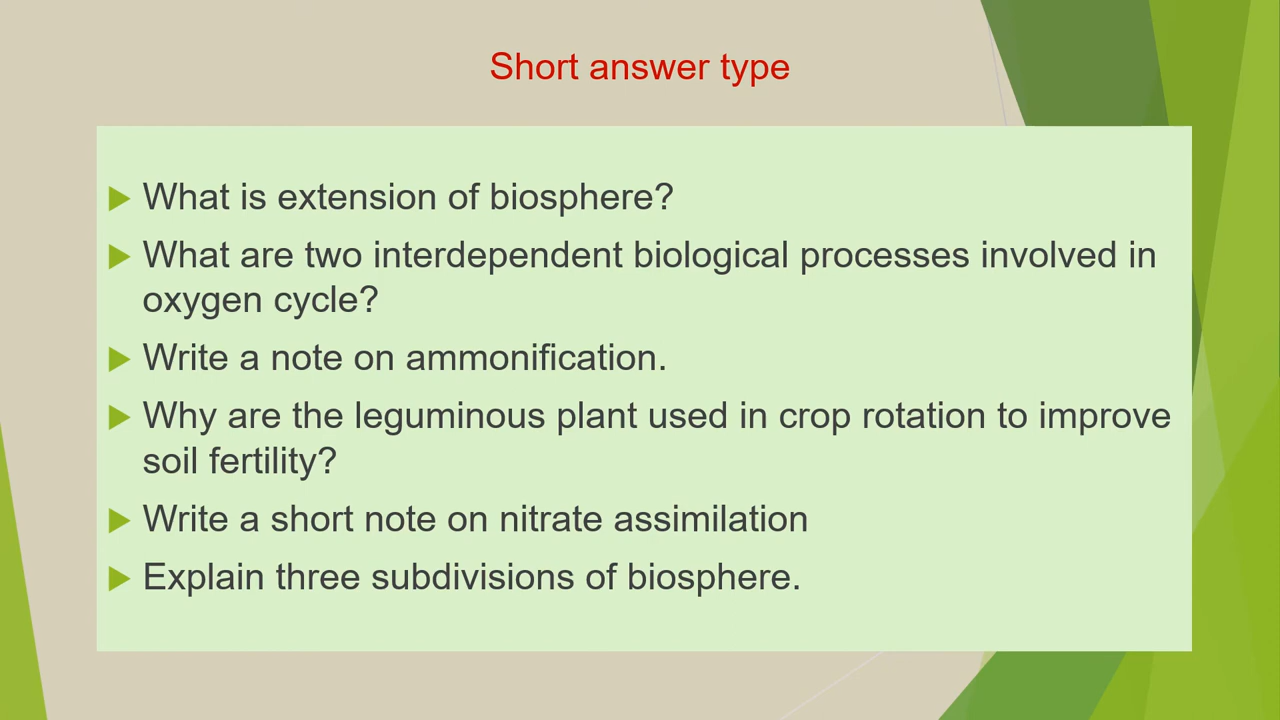 Short answer type
What is extension of biosphere?
What are two interdependent biological processes involved in
oxygen cycle?
Write a note on ammonification.
Why are the leguminous plant used in crop rotation to improve
soil fertility?
Write a short note on nitrate assimilation
Explain three subdivisions of biosphere.